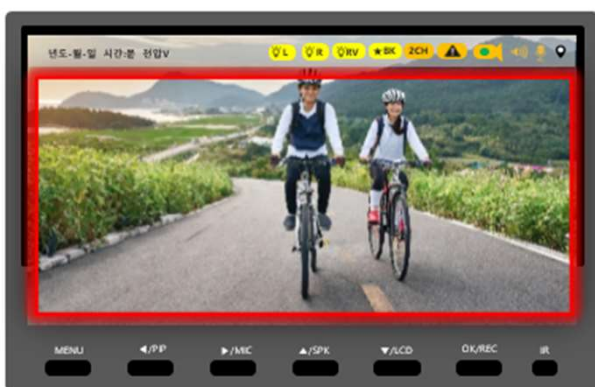 년도-월-일 시간:분 전압V L R RV ★BK 2CH
MENU ◀/PIP ▶/MIC ▲/SPK ▼/LCD OK/REC IR